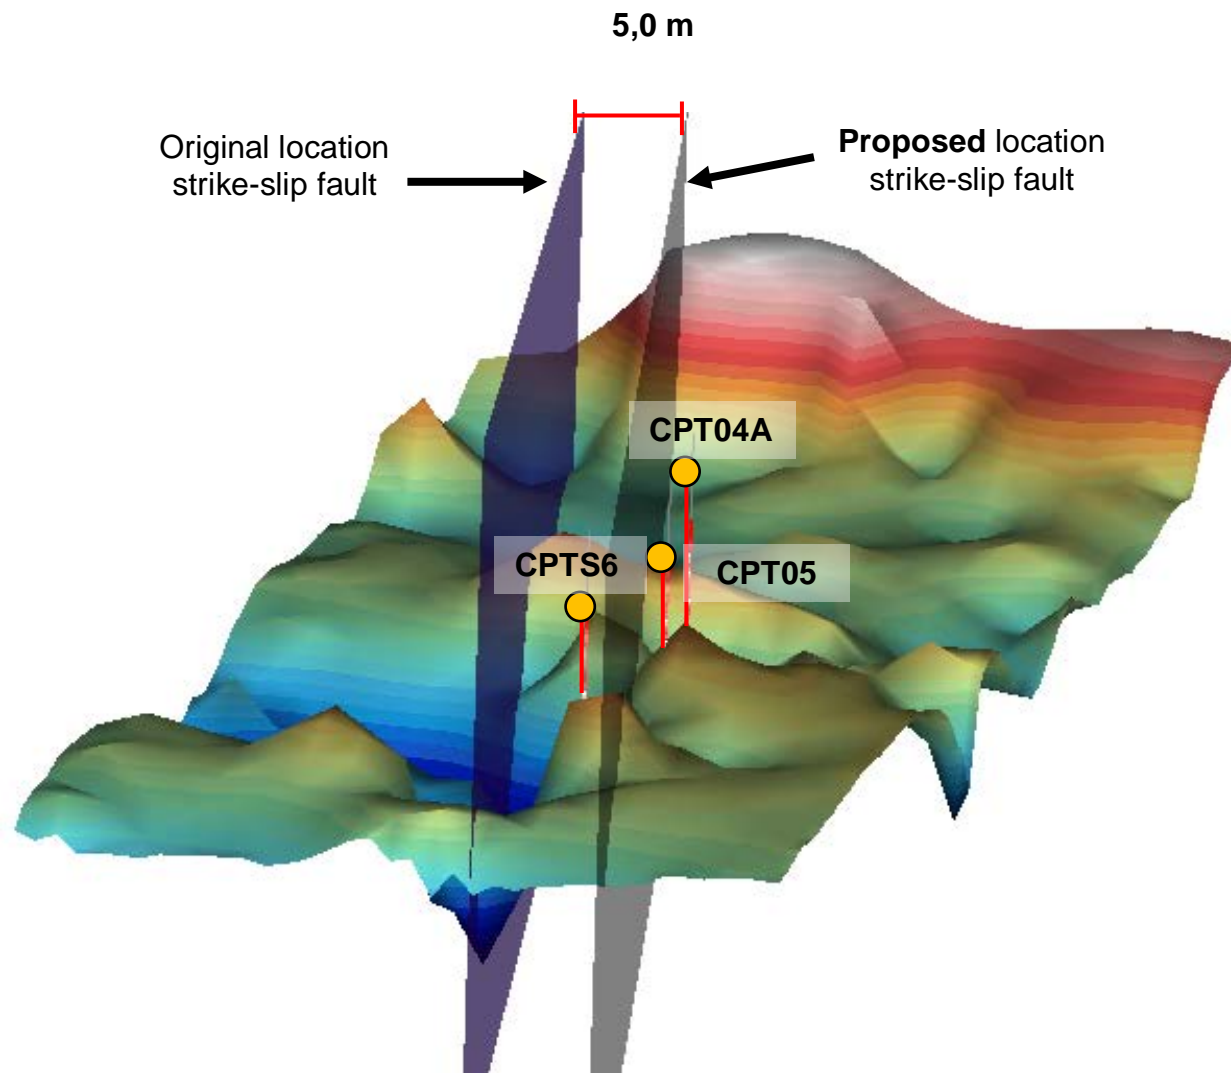 5,0 m
Original location
strike-slip fault
Proposed location
strike-slip fault
CPT04A
CPTS6
CPT05